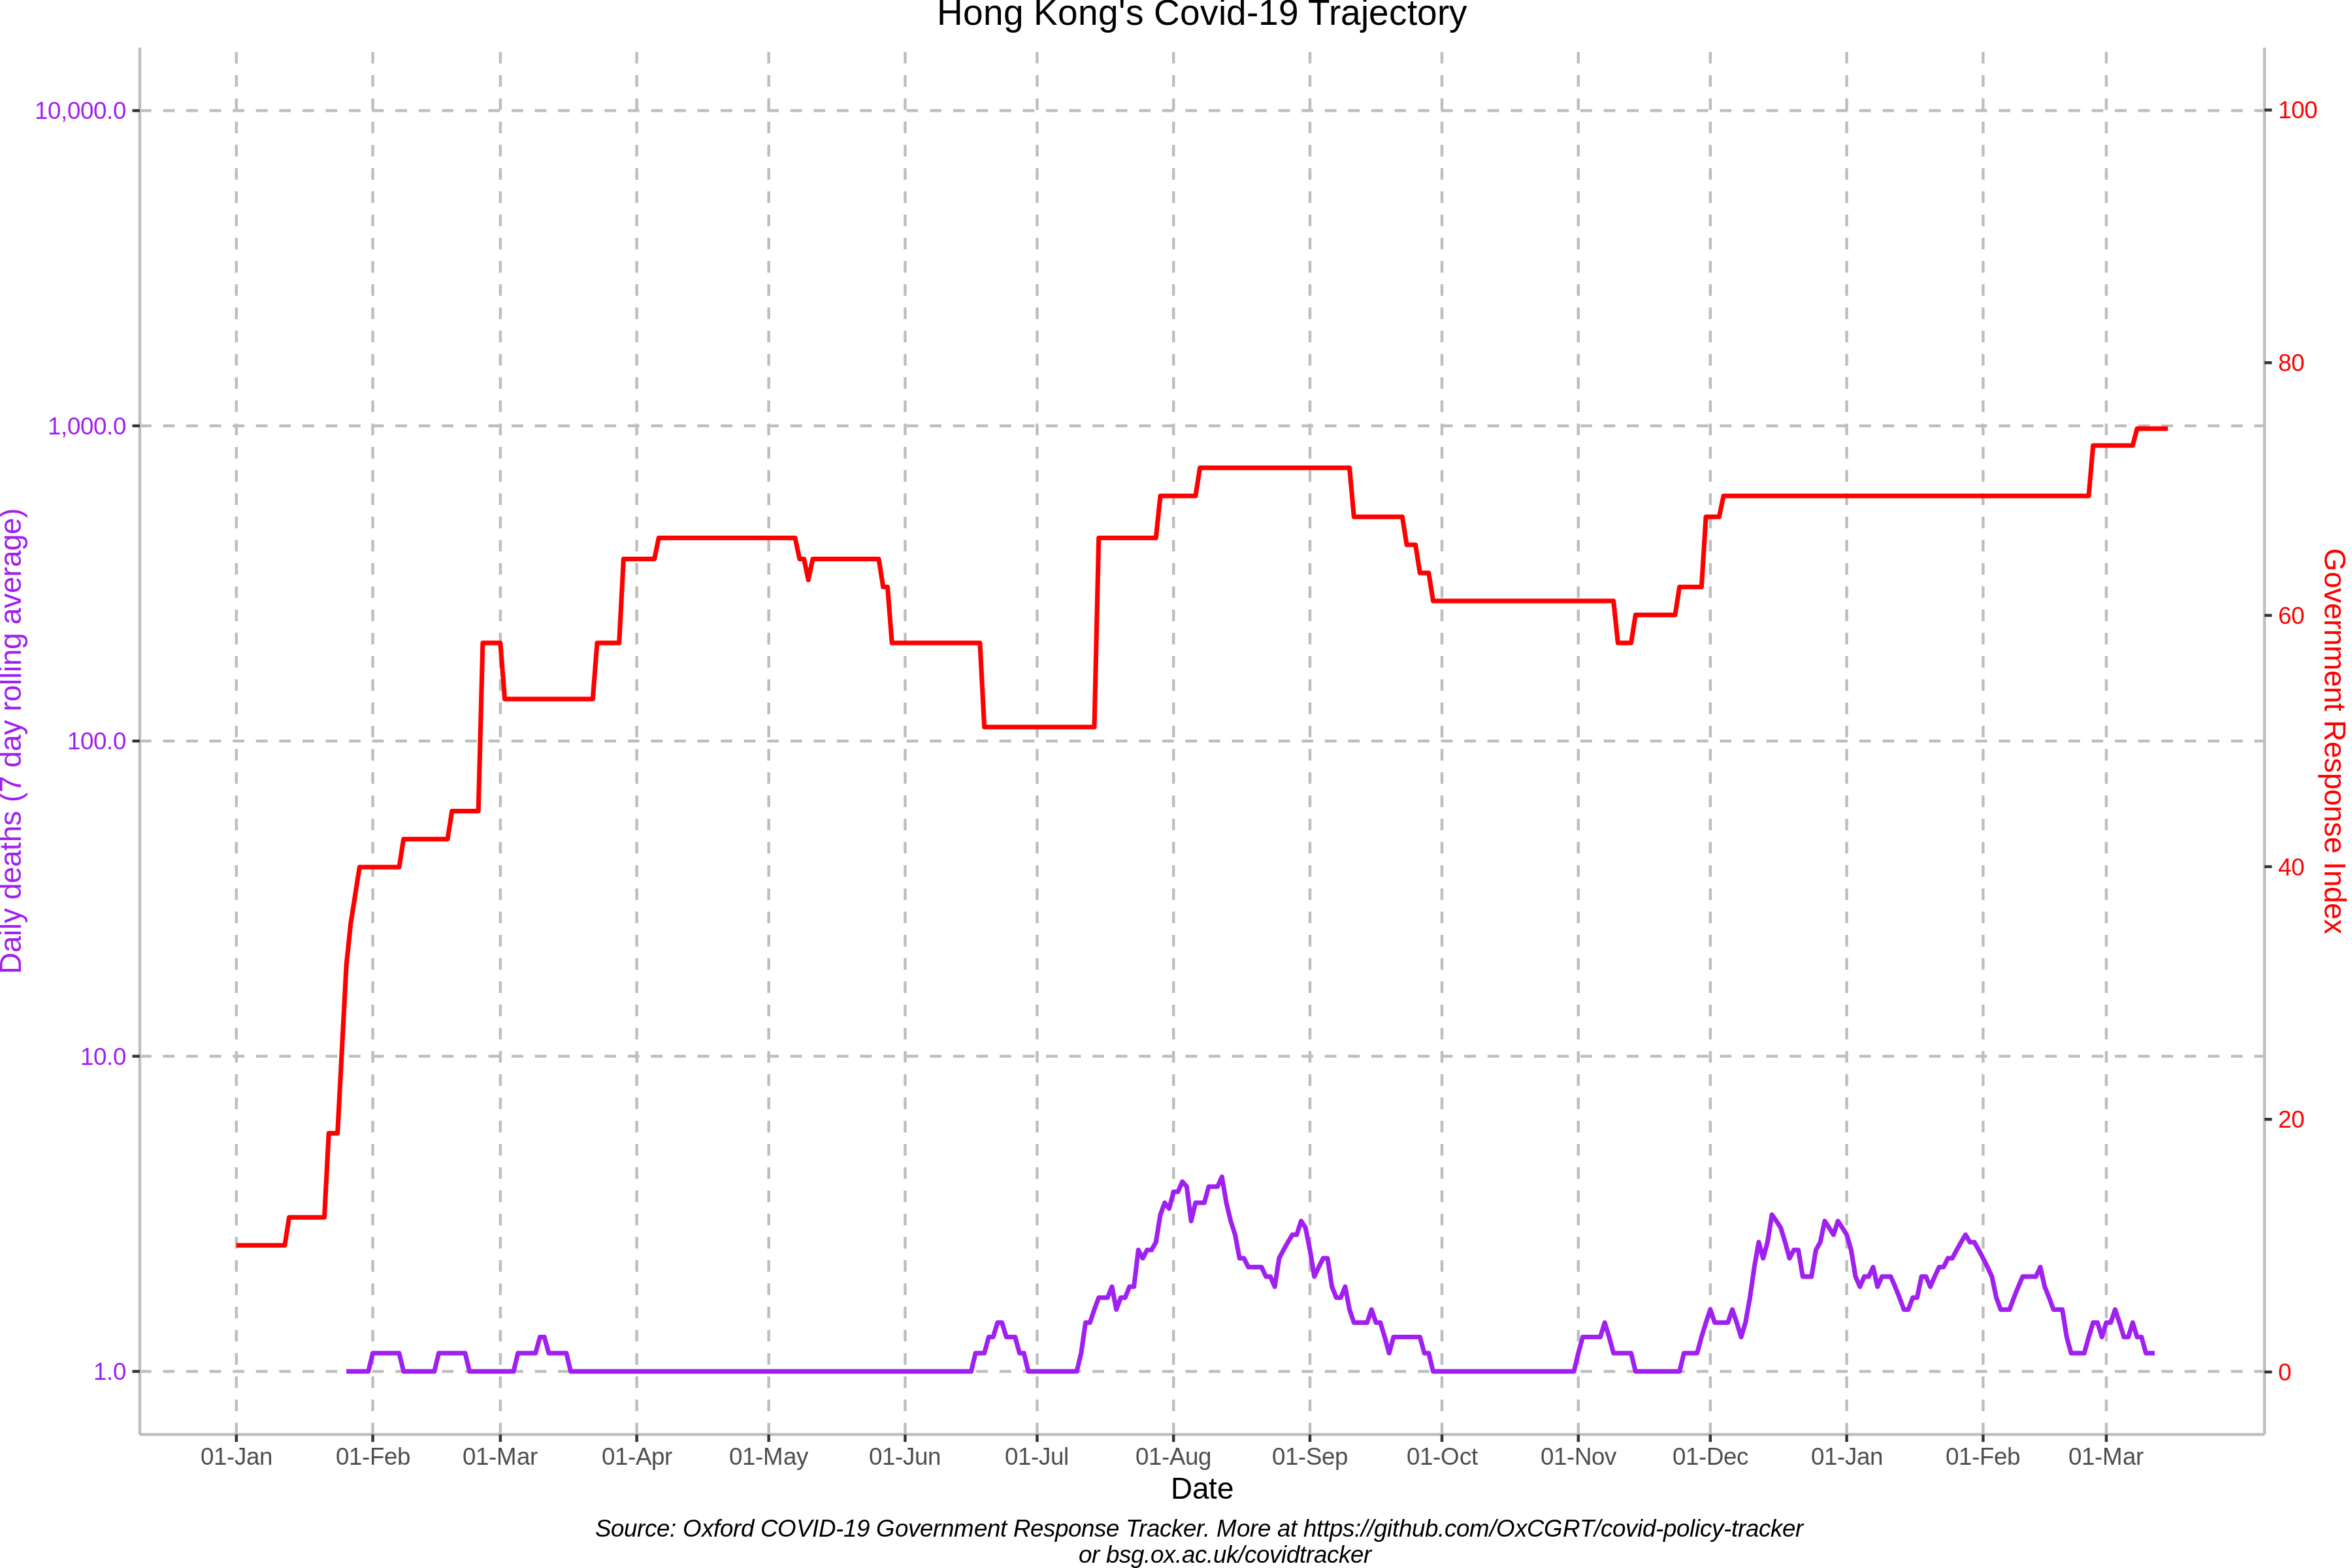 Hong Kong's Covid-19 Trajectory
10,000.0
1,000.0
100.0
10.0
1.0
Daily deaths (7 day rolling average)
100
80
60
40
20
0
Government Response Index
01-Jan 01-Feb 01-Mar 01-Apr 01-May 01-Jun 01-Jul 01-Aug 01-Sep 01-Oct 01-Nov 01-Dec 01-Jan 01-Feb 01-Mar
Date
Source: Oxford COVID-19 Government Response Tracker. More at https://github.com/OxCGRT/covid-policy-tracker
or bsg.ox.ac.uk/covidtracker